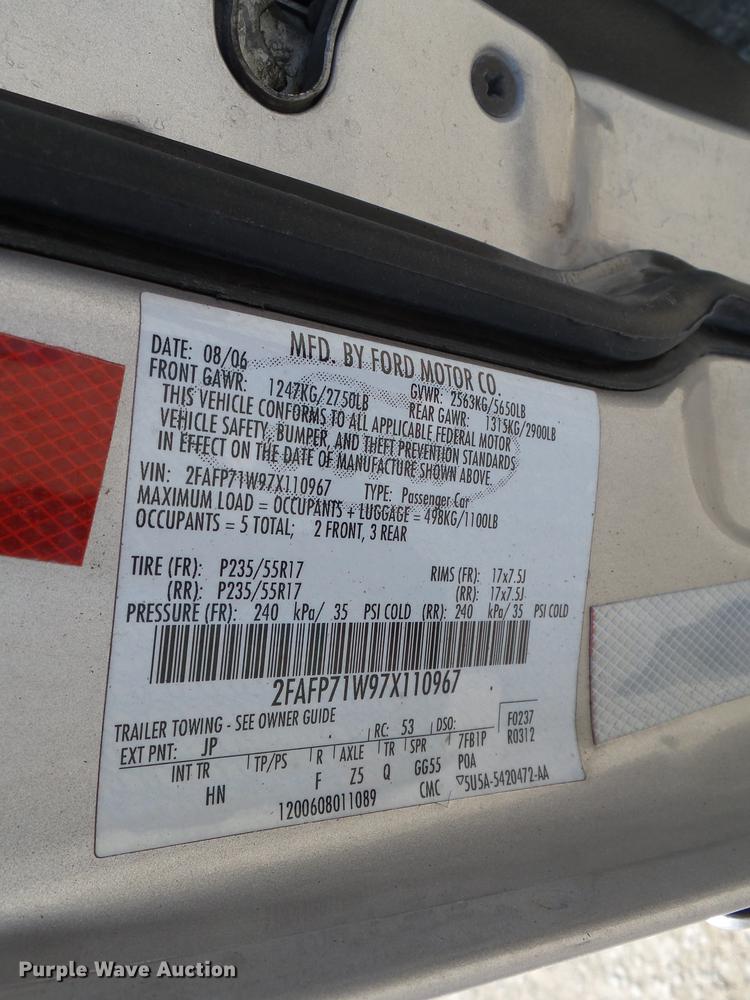 MFD. BY FORD MOTOR CO.
DATE: 08/06 GVWR: 2563KG/5650LB
FRONT GAWR: 1247KG/2750LB REAR GAWR: 1315KG/2900LB
THIS VEHICLE CONFORMS TO ALL APPLICABLE FEDERAL MOTOR
VEHICLE SAFETY, BUMPER, AND THEFT PREVENTION STANDARDS
IN EFFECT ON THE DATE OF MANUFACTURE SHOWN ABOVE.
VIN: 2FAFP71W97X110967 TYPE: Passenger Car
MAXIMUM LOAD = OCCUPANTS + LUGGAGE = 498KG/1100LB
OCCUPANTS = 5 TOTAL; 2 FRONT, 3 REAR
TIRE (FR): P235/55R17 RIMS (FR): 17x7.5J
(RR): P235/55R17 (RR): 17x7.5J
PRESSURE (FR): 240 kPa/ 35 PSI COLD (RR): 240 kPa/ 35 PSI COLD
2FAFP71W97X110967
TRAILER TOWING - SEE OWNER GUIDE
F0237
EXT PNT: JP RC: 53 DSO: R0312
INT TR TP/PS R AXLE TR SPR 7FB1P
HN F Z5 Q GG55 POA
1200608011089 CMC ▽5U5A-5420472-AA
Purple Wave Auction